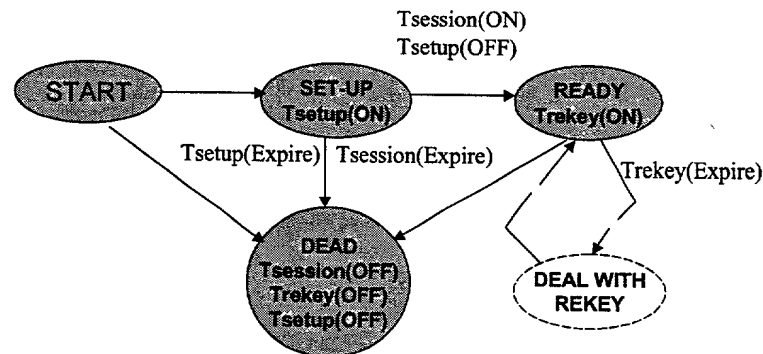 Tsession(ON)
Tsetup(OFF)
START
SET-UP
Tsetup(ON)
READY
Trekey(ON)
Tsetup(Expire)
Tsession(Expire)
Trekey(Expire)
DEAD
Tsession(OFF)
Trekey(OFF)
Tsetup(OFF)
DEAL WITH
REKEY